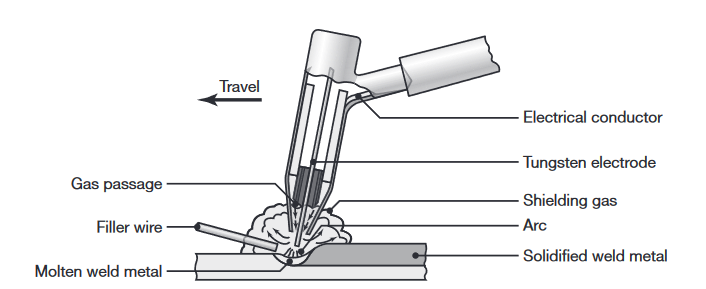 Travel
Electrical conductor
Tungsten electrode
Gas passage
Shielding gas
Filler wire
Arc
Solidified weld metal
Molten weld metal